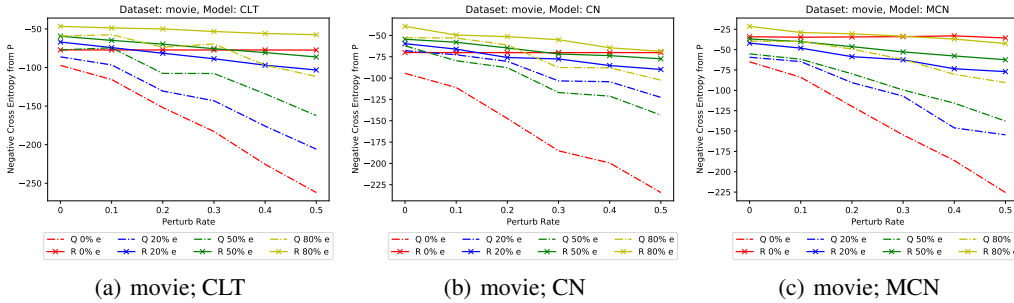 Dataset: movie, Model: CLT
Negative Cross Entropy from P
−50
−100
−150
−200
−250
0 0.1 0.2 0.3 0.4 0.5
Perturb Rate
Q 0% e Q 20% e Q 50% e Q 80% e
R 0% e R 20% e R 50% e R 80% e
(a) movie; CLT
Dataset: movie, Model: CN
Negative Cross Entropy from P
−50
−75
−100
−125
−150
−175
−200
−225
0 0.1 0.2 0.3 0.4 0.5
Perturb Rate
Q 0% e Q 20% e Q 50% e Q 80% e
R 0% e R 20% e R 50% e R 80% e
(b) movie; CN
Dataset: movie, Model: MCN
Negative Cross Entropy from P
−25
−50
−75
−100
−125
−150
−175
−200
−225
0 0.1 0.2 0.3 0.4 0.5
Perturb Rate
Q 0% e Q 20% e Q 50% e Q 80% e
R 0% e R 20% e R 50% e R 80% e
(c) movie; MCN